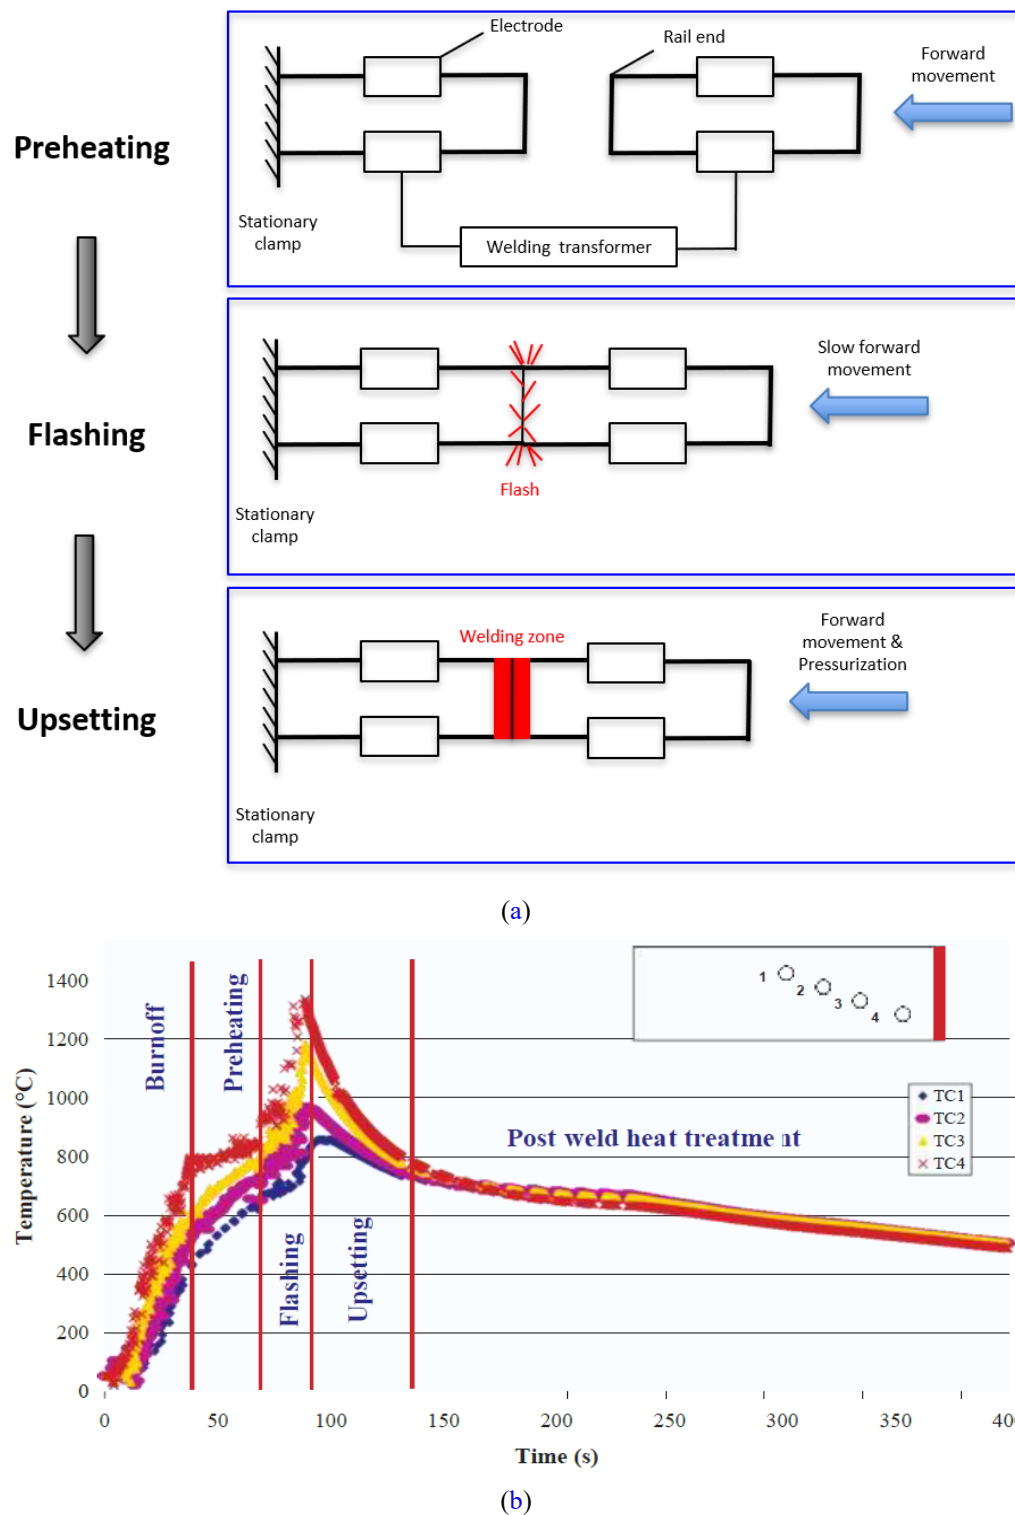 Electrode
Rail end
Forward
movement
Preheating
Stationary
clamp
Welding transformer
Slow forward
movement
Flashing
Flash
Stationary
clamp
Forward
movement &
Pressurization
Welding zone
Upsetting
Stationary
clamp
(a)
1400
1200
1000
800
600
400
200
0
Temperature (°C)
Burnoff
Preheating
Flashing
Upsetting
Post weld heat treatment
1
2
3
4
TC1
TC2
TC3
TC4
0 50 100 150 200 250 300 350 400
Time (s)
(b)